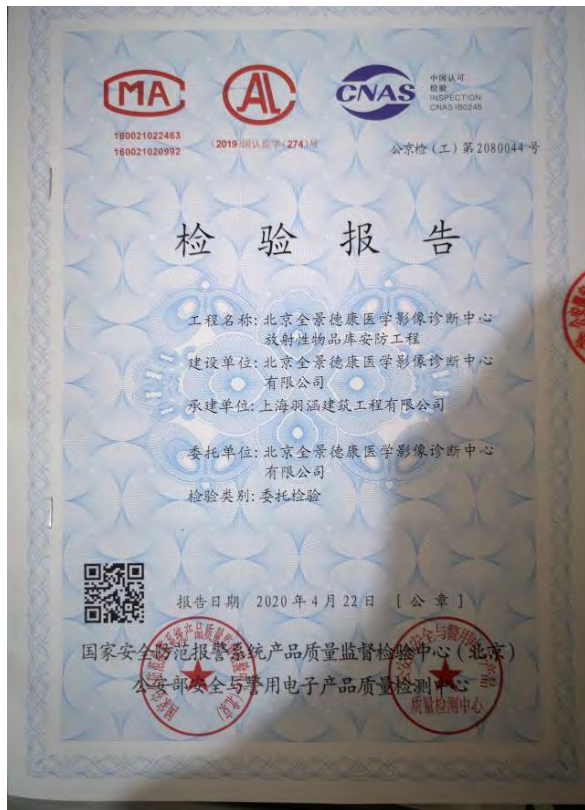 MA
AL
CNAS
中国认可
检验
INSPECTION
CNAS IB0245
160021022463
160021020992
(2019)国认监字(274)号
公京检(工)第2080044号
检验报告
工程名称:北京全景德康医学影像诊断中心
放射性物品库安防工程
建设单位:北京全景德康医学影像诊断中心
有限公司
承建单位:上海羽涵建筑工程有限公司
委托单位:北京全景德康医学影像诊断中心
有限公司
检验类别:委托检验
报告日期 2020年4月22日 [公章]
国家安全防范报警系统产品质量监督检验中心(北京)
公安部安全与警用电子产品质量检测中心
质量检测中心